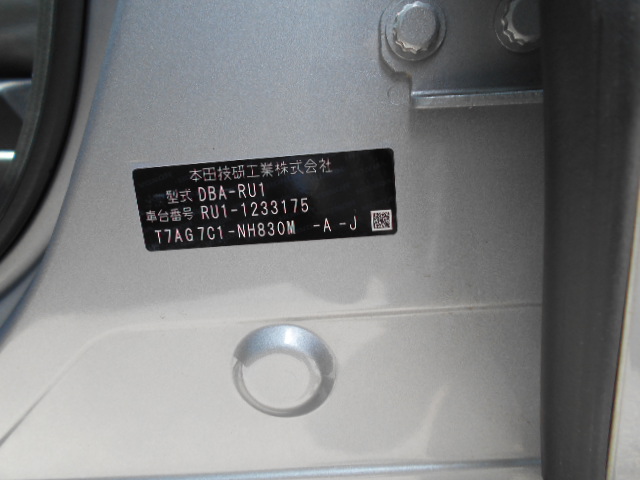 本田技研工業株式会社
型式 DBA-RU1
車台番号 RU1-1233175
T7AG7C1-NH830M -A -J